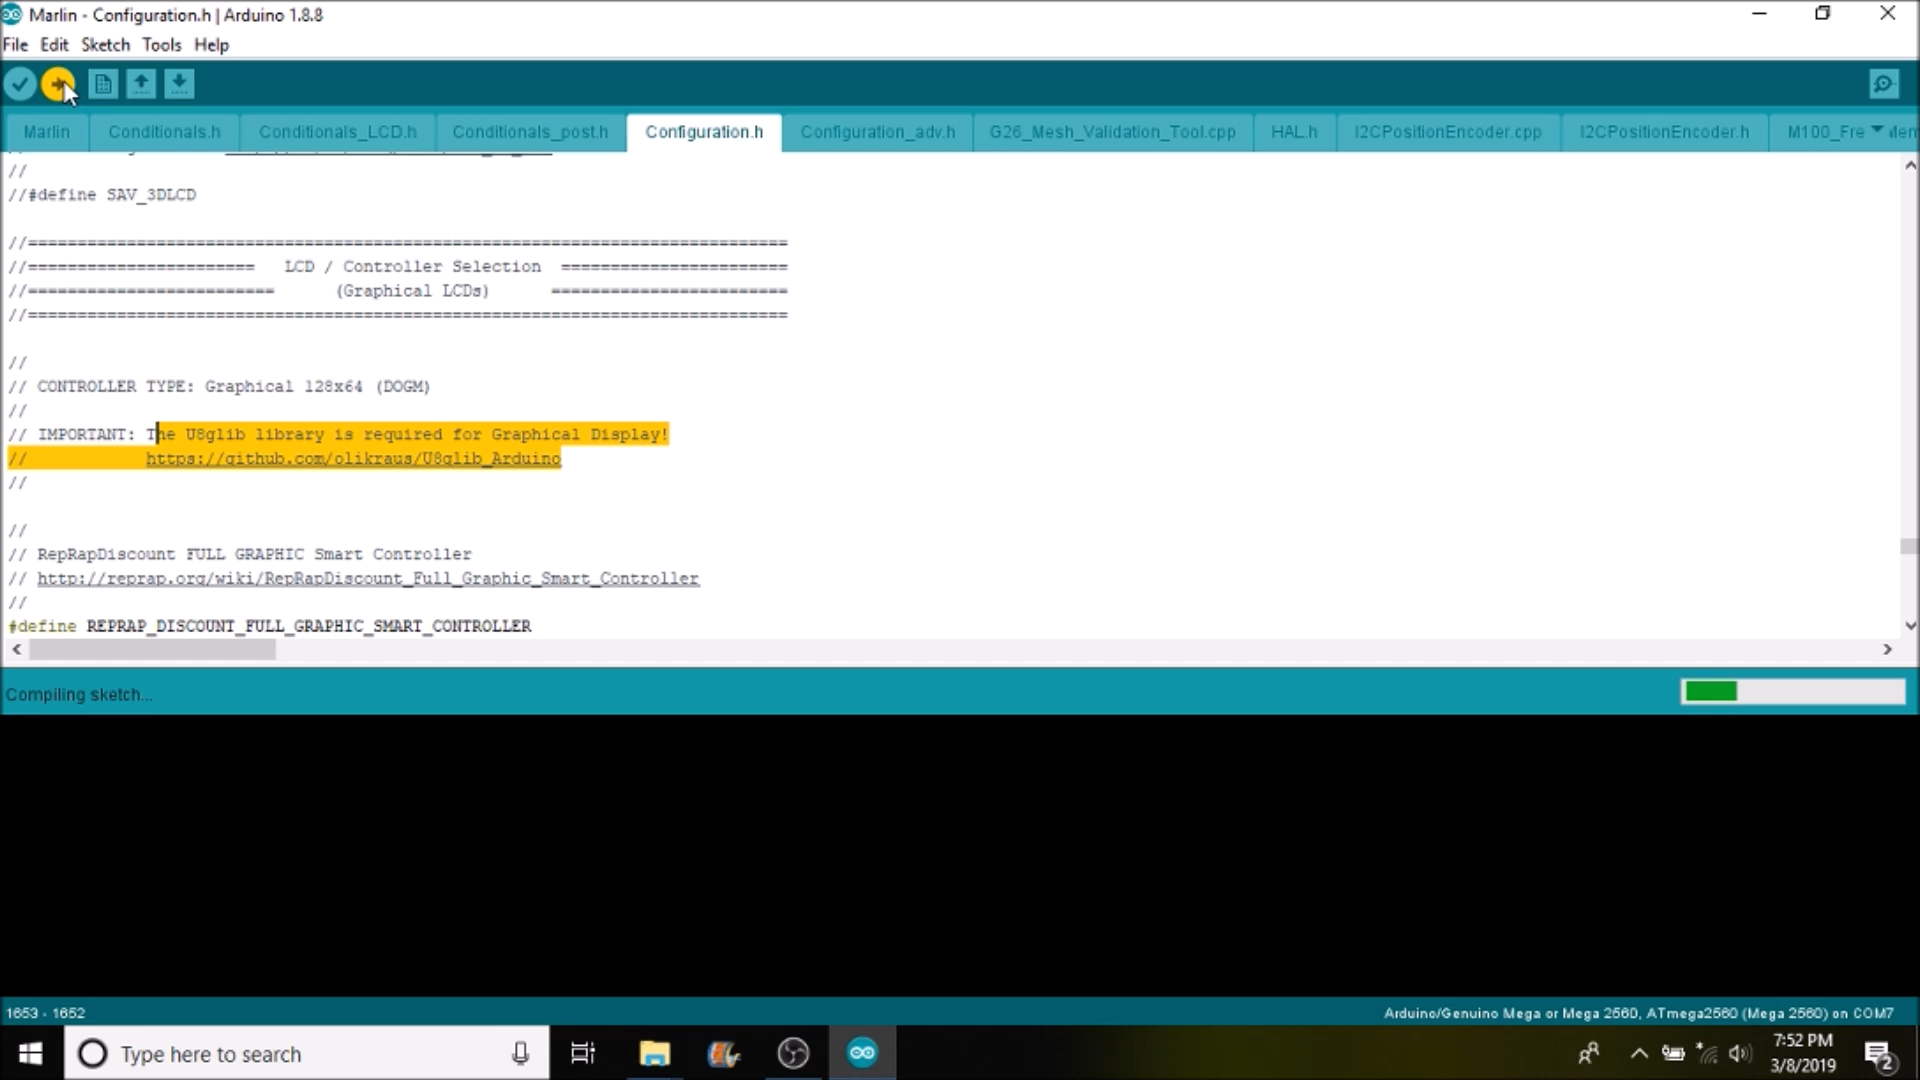 Marlin - Configuration.h | Arduino 1.8.8
File Edit Sketch Tools Help
Marlin Conditionals.h Conditionals_LCD.h Conditionals_post.h Configuration.h Configuration_adv.h G26_Mesh_Validation_Tool.cpp HAL.h I2CPositionEncoder.cpp I2CPositionEncoder.h M100_Fre
//
//#define SAV_3DLCD
//==============================================================================
//======================= LCD / Controller Selection =======================
//========================= (Graphical LCDs) ========================
//==============================================================================
//
// CONTROLLER TYPE: Graphical 128x64 (DOGM)
//
// IMPORTANT: The U8glib library is required for Graphical Display!
// https://github.com/olikraus/U8glib_Arduino
//
//
// RepRapDiscount FULL GRAPHIC Smart Controller
// http://reprap.org/wiki/RepRapDiscount_Full_Graphic_Smart_Controller
//
#define REPRAP_DISCOUNT_FULL_GRAPHIC_SMART_CONTROLLER
Compiling sketch...
1653 - 1652 Arduino/Genuino Mega or Mega 2560, ATmega2560 (Mega 2560) on COM7
Type here to search
7:52 PM
3/8/2019
2